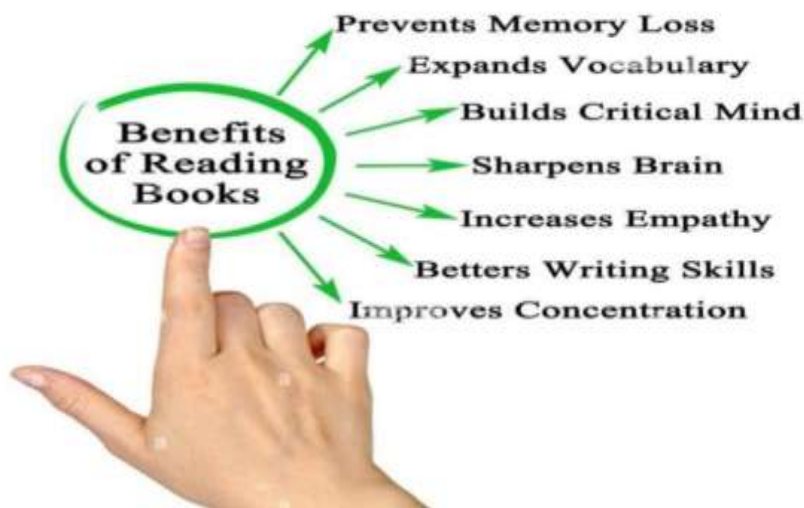 Benefits
of Reading
Books
Prevents Memory Loss
Expands Vocabulary
Builds Critical Mind
Sharpens Brain
Increases Empathy
Betters Writing Skills
Improves Concentration